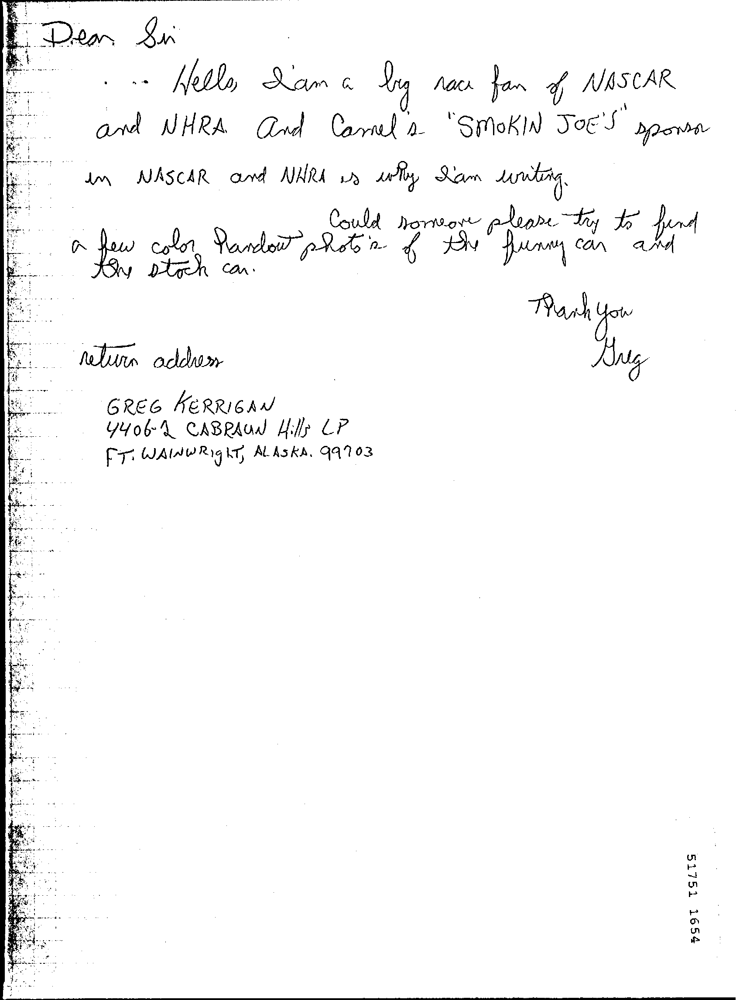 Dear Sir
Hello, I'am a big race fan of NASCAR
and NHRA. And Camel's "SMOKIN JOE'S" sponsor
in NASCAR and NHRA is why I'am writing.
Could someone please try to find
a few color handout photo's of the funny car and
the stock car.
Thank you
Greg
return address
GREG KERRIGAN
4406-2 CABRAUN Hills LP
FT. WAINWRighT, ALASKA. 99703
51751 1654